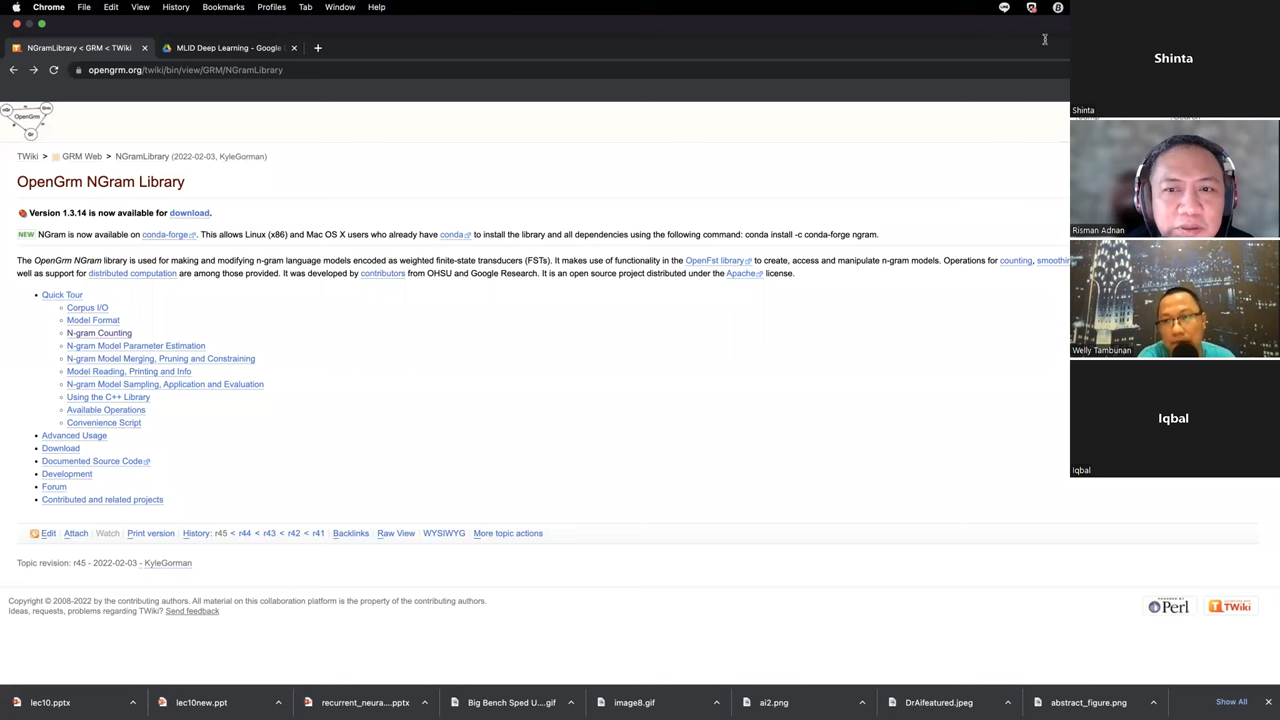 Chrome File Edit View History Bookmarks Profiles Tab Window Help
NGramLibrary < GRM < TWiki
MLID Deep Learning - Google
opengrm.org/twiki/bin/view/GRM/NGramLibrary
OpenGrm
Gr
TWiki > GRM Web > NGramLibrary (2022-02-03, KyleGorman)
OpenGrm NGram Library
Version 1.3.14 is now available for download.
NEW NGram is now available on conda-forge. This allows Linux (x86) and Mac OS X users who already have conda to install the library and all dependencies using the following command: conda install -c conda-forge ngram.
The OpenGrm NGram library is used for making and modifying n-gram language models encoded as weighted finite-state transducers (FSTs). It makes use of functionality in the OpenFst library to create, access and manipulate n-gram models. Operations for counting, smoothin
well as support for distributed computation are among those provided. It was developed by contributors from OHSU and Google Research. It is an open source project distributed under the Apache license.
Quick Tour
Corpus I/O
Model Format
N-gram Counting
N-gram Model Parameter Estimation
N-gram Model Merging, Pruning and Constraining
Model Reading, Printing and Info
N-gram Model Sampling, Application and Evaluation
Using the C++ Library
Available Operations
Convenience Script
Advanced Usage
Download
Documented Source Code
Development
Forum
Contributed and related projects
Edit Attach Watch Print version History: r45 < r44 < r43 < r42 < r41 Backlinks Raw View WYSIWYG More topic actions
Topic revision: r45 - 2022-02-03 - KyleGorman
Copyright © 2008-2022 by the contributing authors. All material on this collaboration platform is the property of the contributing authors.
Ideas, requests, problems regarding TWiki? Send feedback
POWERED BY
Perl
TWiki
lec10.pptx
lec10new.ppt
recurrent_neura....pptx
Big Bench Sped U....gif
image8.gif
ai2.png
DrAIfeatured.jpeg
abstract_figure.png
Show All
Shinta
Shinta
Risman Adnan
Welly Tambunan
Iqbal
Iqbal